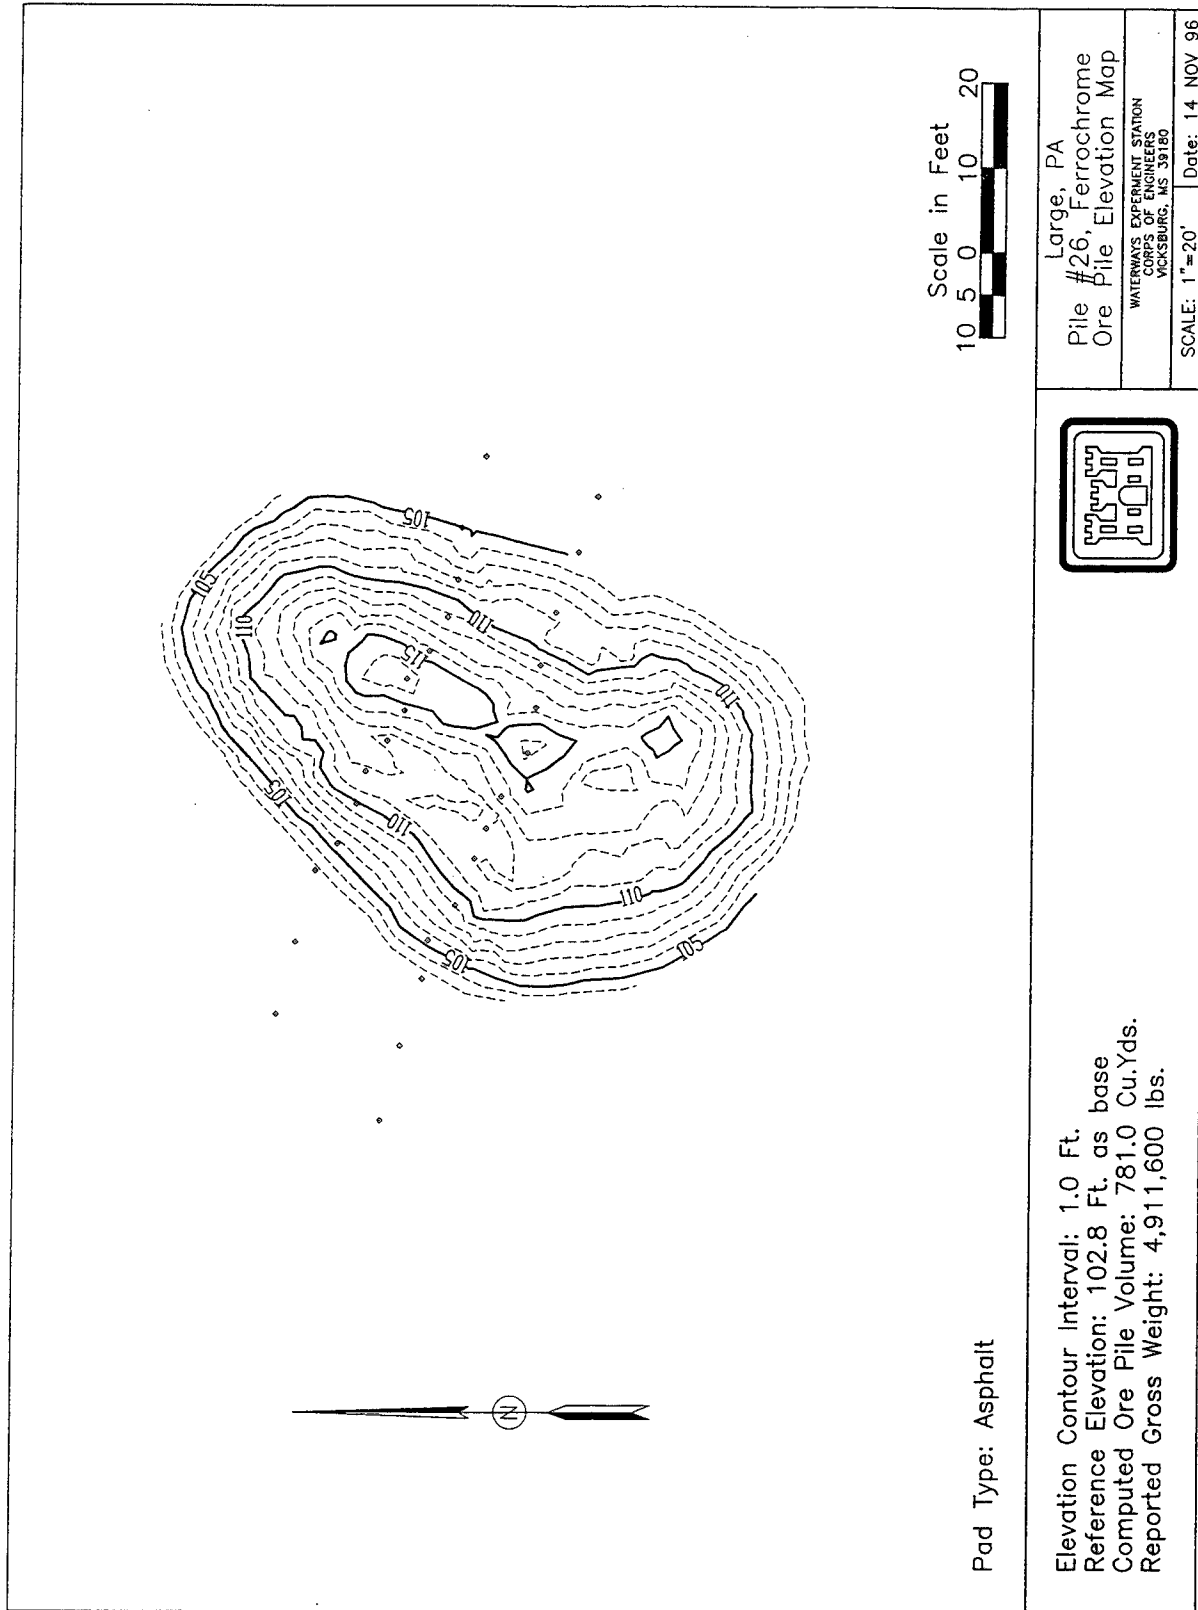 105
105
110
115
110
110
105
110
110
105
105
N
Pad Type: Asphalt
Scale in Feet
10 5 0 10 20
Elevation Contour Interval: 1.0 Ft.
Reference Elevation: 102.8 Ft. as base
Computed Ore Pile Volume: 781.0 Cu.Yds.
Reported Gross Weight: 4,911,600 lbs.
Large, PA
Pile #26, Ferrochrome
Ore Pile Elevation Map
WATERWAYS EXPERMENT STATION
CORPS OF ENGINEERS
VICKSBURG, MS 39180
SCALE: 1"=20'
Date: 14 NOV 96